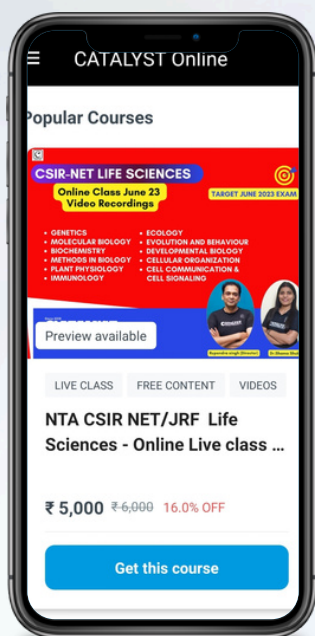 CATALYST Online
Popular Courses
CSIR-NET LIFE SCIENCES
Online Class June 23
Video Recordings
TARGET JUNE 2023 EXAM
• GENETICS
• MOLECULAR BIOLOGY
• BIOCHEMISTRY
• METHODS IN BIOLOGY
• PLANT PHYSIOLOGY
• IMMUNOLOGY
• ECOLOGY
• EVOLUTION AND BEHAVIOUR
• DEVELOPMENTAL BIOLOGY
• CELLULAR ORGANIZATION
• CELL COMMUNICATION &
CELL SIGNALING
Preview available
LIVE CLASS FREE CONTENT VIDEOS
NTA CSIR NET/JRF Life
Sciences - Online Live class ...
₹ 5,000 ₹ 6,000 16.0% OFF
Get this course